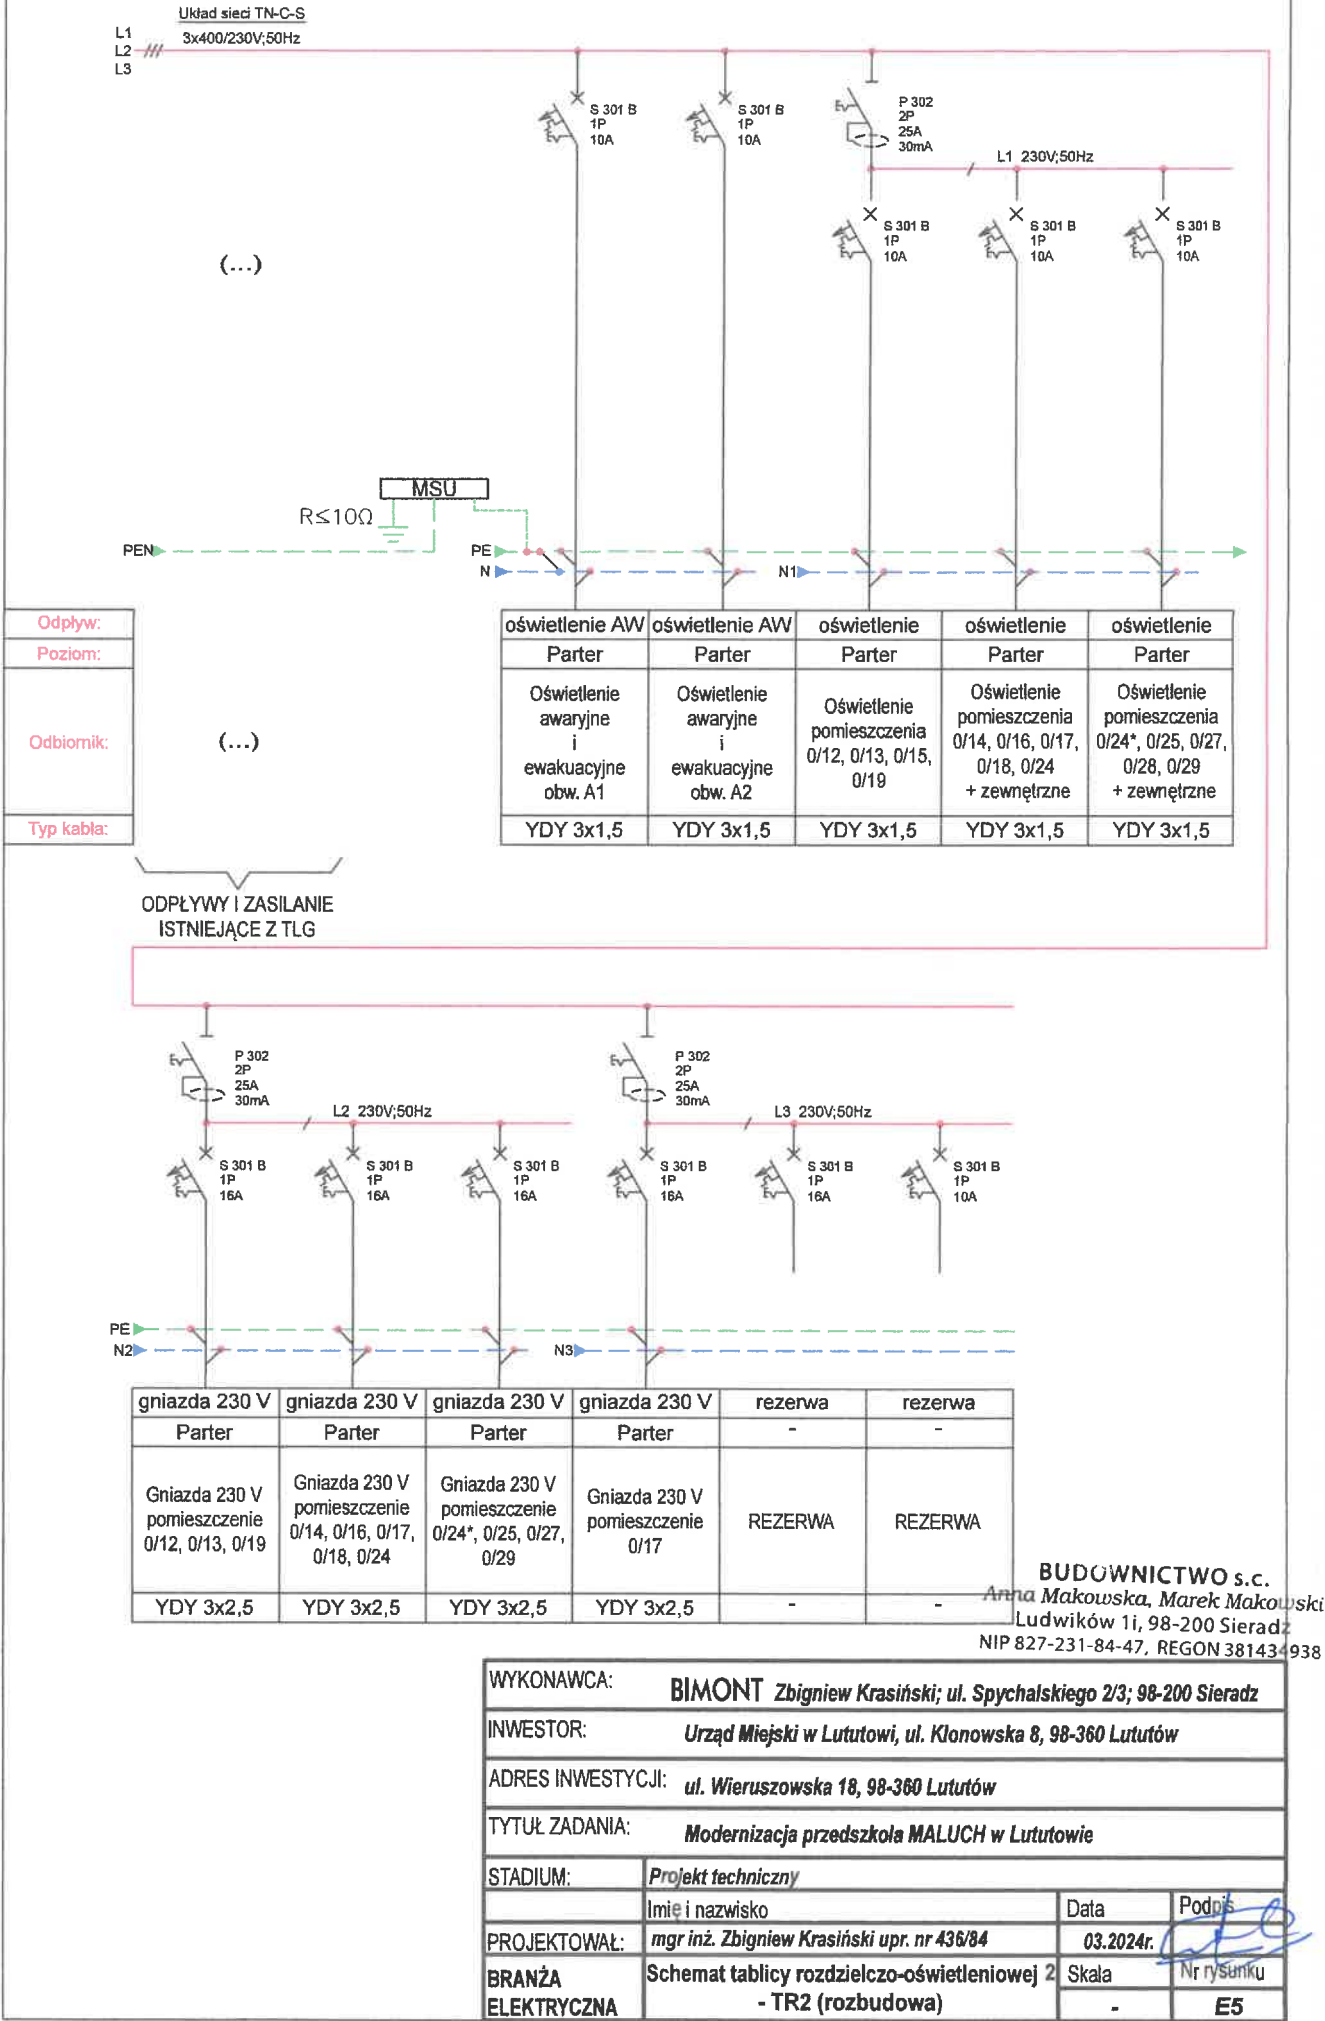 Układ sieci TN-C-S
L1
L2
L3
3x400/230V;50Hz
S 301 B
1P
10A
S 301 B
1P
10A
P 302
2P
25A
30mA
L1 230V;50Hz
S 301 B
1P
10A
S 301 B
1P
10A
S 301 B
1P
10A
(...)
MSU
R≤10Ω
PEN
PE
N
N1
Odpływ:
oświetlenie AW
oświetlenie AW
oświetlenie
oświetlenie
oświetlenie
Poziom:
Parter
Parter
Parter
Parter
Parter
Odbiornik:
(...)
Oświetlenie
awaryjne
i
ewakuacyjne
obw. A1
Oświetlenie
awaryjne
i
ewakuacyjne
obw. A2
Oświetlenie
pomieszczenia
0/12, 0/13, 0/15,
0/19
Oświetlenie
pomieszczenia
0/14, 0/16, 0/17,
0/18, 0/24
+ zewnętrzne
Oświetlenie
pomieszczenia
0/24*, 0/25, 0/27,
0/28, 0/29
+ zewnętrzne
Typ kabla:
YDY 3x1,5
YDY 3x1,5
YDY 3x1,5
YDY 3x1,5
YDY 3x1,5
ODPŁYWY I ZASILANIE
ISTNIEJĄCE Z TLG
P 302
2P
25A
30mA
L2 230V;50Hz
P 302
2P
25A
30mA
L3 230V;50Hz
S 301 B
1P
16A
S 301 B
1P
16A
S 301 B
1P
16A
S 301 B
1P
16A
S 301 B
1P
16A
S 301 B
1P
10A
PE
N2
N3
gniazda 230 V
gniazda 230 V
gniazda 230 V
gniazda 230 V
rezerwa
rezerwa
Parter
Parter
Parter
Parter
-
-
Gniazda 230 V
pomieszczenie
0/12, 0/13, 0/19
Gniazda 230 V
pomieszczenie
0/14, 0/16, 0/17,
0/18, 0/24
Gniazda 230 V
pomieszczenie
0/24*, 0/25, 0/27,
0/29
Gniazda 230 V
pomieszczenie
0/17
REZERWA
REZERWA
YDY 3x2,5
YDY 3x2,5
YDY 3x2,5
YDY 3x2,5
-
-
BUDOWNICTWO s.c.
Anna Makowska, Marek Makowski
Ludwików 1i, 98-200 Sieradz
NIP 827-231-84-47, REGON 381434938
WYKONAWCA:
BIMONT Zbigniew Krasiński; ul. Spychalskiego 2/3; 98-200 Sieradz
INWESTOR:
Urząd Miejski w Lututowi, ul. Klonowska 8, 98-360 Lututów
ADRES INWESTYCJI:
ul. Wieruszowska 18, 98-360 Lututów
TYTUŁ ZADANIA:
Modernizacja przedszkola MALUCH w Lututowie
STADIUM:
Projekt techniczny
Imię i nazwisko
Data
Podpis
PROJEKTOWAŁ:
mgr inż. Zbigniew Krasiński upr. nr 436/84
03.2024r.
BRANŻA
ELEKTRYCZNA
Schemat tablicy rozdzielczo-oświetleniowej 2
- TR2 (rozbudowa)
Skala
-
Nr rysunku
E5